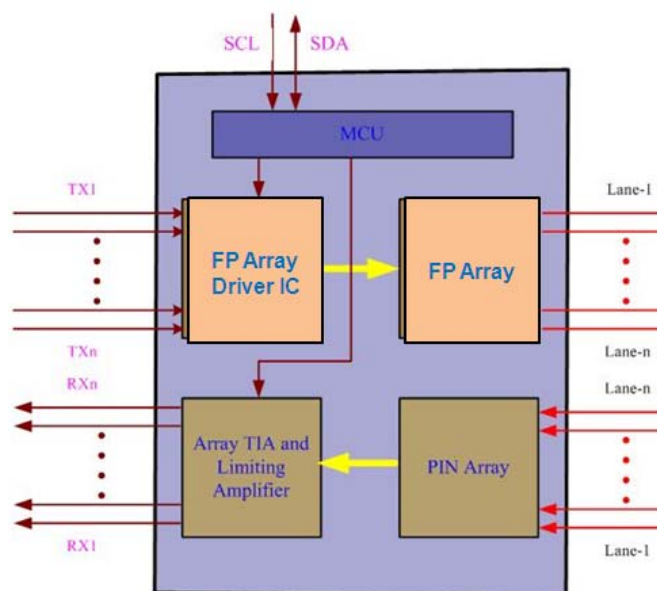 SCL
SDA
MCU
TX1
Lane-1
FP Array
Driver IC
FP Array
TXn
Lane-n
RXn
Lane-n
Array TIA and
Limiting
Amplifier
PIN Array
RX1
Lane-1